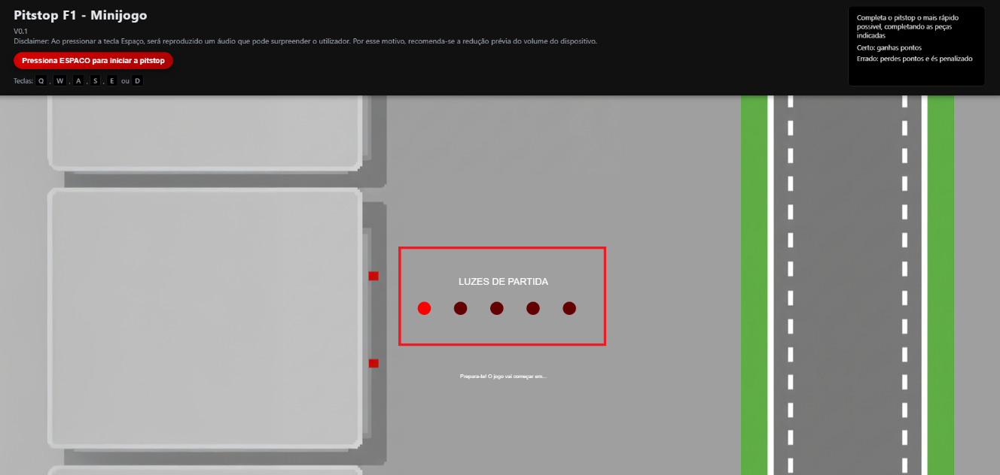 Pitstop F1 - Minijogo
V0.1
Disclaimer: Ao pressionar a tecla Espaço, será reproduzido um áudio que pode surpreender o utilizador. Por esse motivo, recomenda-se a redução prévia do volume do dispositivo.
Pressiona ESPACO para iniciar a pitstop
Teclas: Q , W , A , S , E ou D
Completa o pitstop o mais rápido
possivel, completando as peças
indicadas
Certo: ganhas pontos
Errado: perdes pontos e és penalizado
LUZES DE PARTIDA
Prepara-te! O jogo vai começar em...